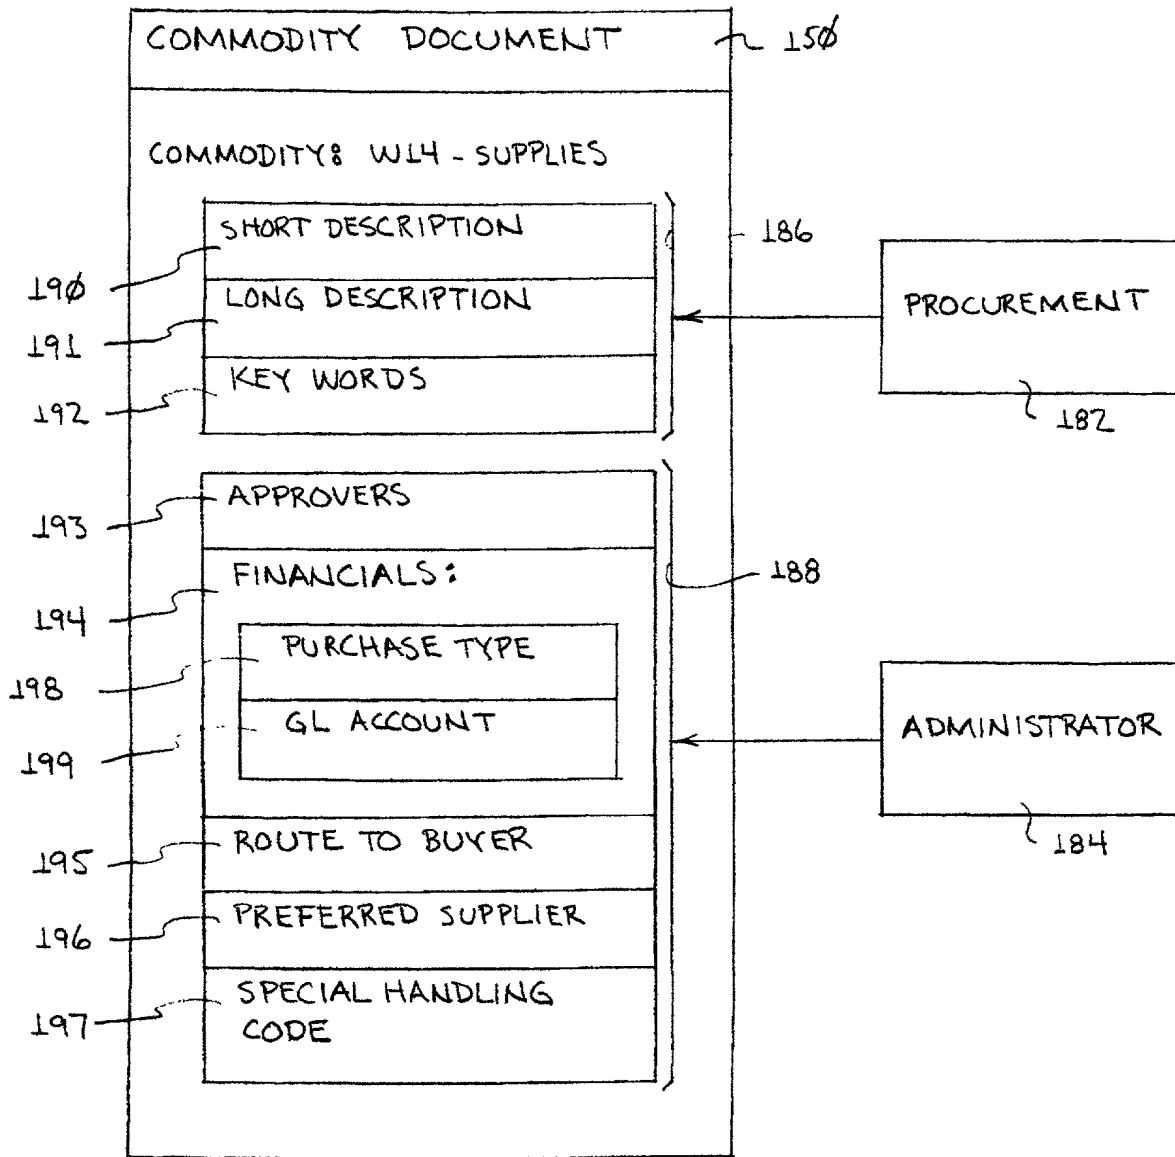 COMMODITY DOCUMENT
150
COMMODITY: W14 - SUPPLIES
SHORT DESCRIPTION
186
190
LONG DESCRIPTION
PROCUREMENT
191
KEY WORDS
192
182
APPROVERS
193
FINANCIALS:
188
194
PURCHASE TYPE
198
GL ACCOUNT
ADMINISTRATOR
199
ROUTE TO BUYER
195
184
PREFERRED SUPPLIER
196
SPECIAL HANDLING
CODE
197